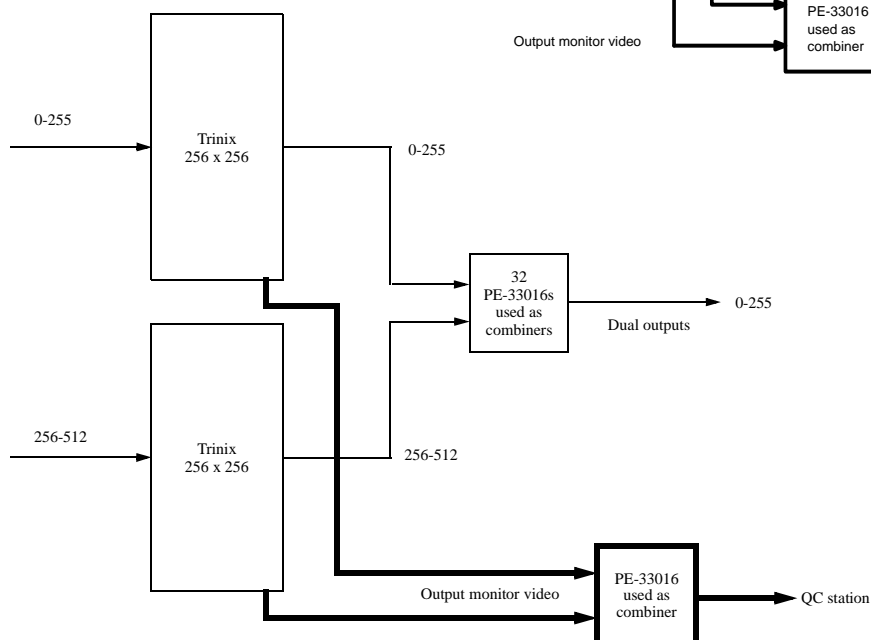 PE-33016
used as
combiner
Output monitor video
0-255
Trinix
256 x 256
0-255
32
PE-33016s
used as
combiners
0-255
Dual outputs
256-512
Trinix
256 x 256
256-512
PE-33016
used as
combiner
Output monitor video
QC station